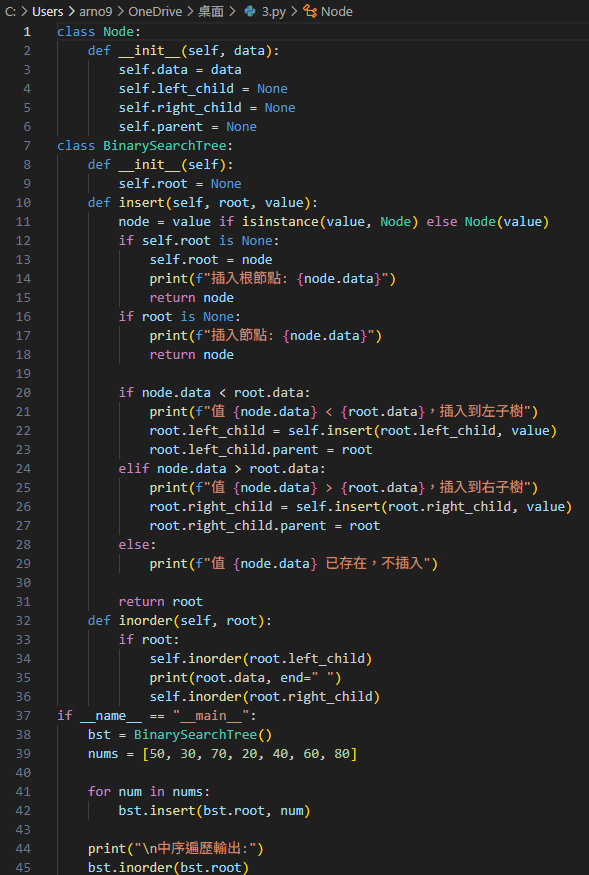 C: > Users > arno9 > OneDrive > 桌面 > 3.py > Node
1 class Node:
2     def __init__(self, data):
3         self.data = data
4         self.left_child = None
5         self.right_child = None
6         self.parent = None
7 class BinarySearchTree:
8     def __init__(self):
9         self.root = None
10     def insert(self, root, value):
11         node = value if isinstance(value, Node) else Node(value)
12         if self.root is None:
13             self.root = node
14             print(f"插入根節點: {node.data}")
15             return node
16         if root is None:
17             print(f"插入節點: {node.data}")
18             return node
19
20         if node.data < root.data:
21             print(f"值 {node.data} < {root.data}，插入到左子樹")
22             root.left_child = self.insert(root.left_child, value)
23             root.left_child.parent = root
24         elif node.data > root.data:
25             print(f"值 {node.data} > {root.data}，插入到右子樹")
26             root.right_child = self.insert(root.right_child, value)
27             root.right_child.parent = root
28         else:
29             print(f"值 {node.data} 已存在，不插入")
30
31         return root
32     def inorder(self, root):
33         if root:
34             self.inorder(root.left_child)
35             print(root.data, end=" ")
36             self.inorder(root.right_child)
37 if __name__ == "__main__":
38     bst = BinarySearchTree()
39     nums = [50, 30, 70, 20, 40, 60, 80]
40
41     for num in nums:
42         bst.insert(bst.root, num)
43
44     print("\n中序遍歷輸出:")
45     bst.inorder(bst.root)